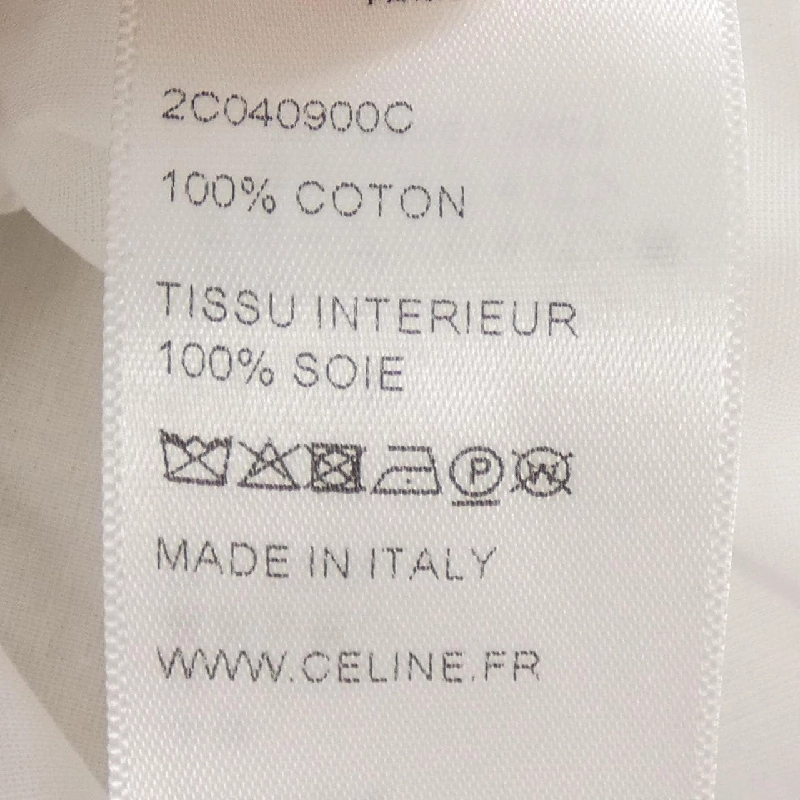 2C040900C
100% COTON
TISSU INTERIEUR
100% SOIE
P W
MADE IN ITALY
WWW.CELINE.FR